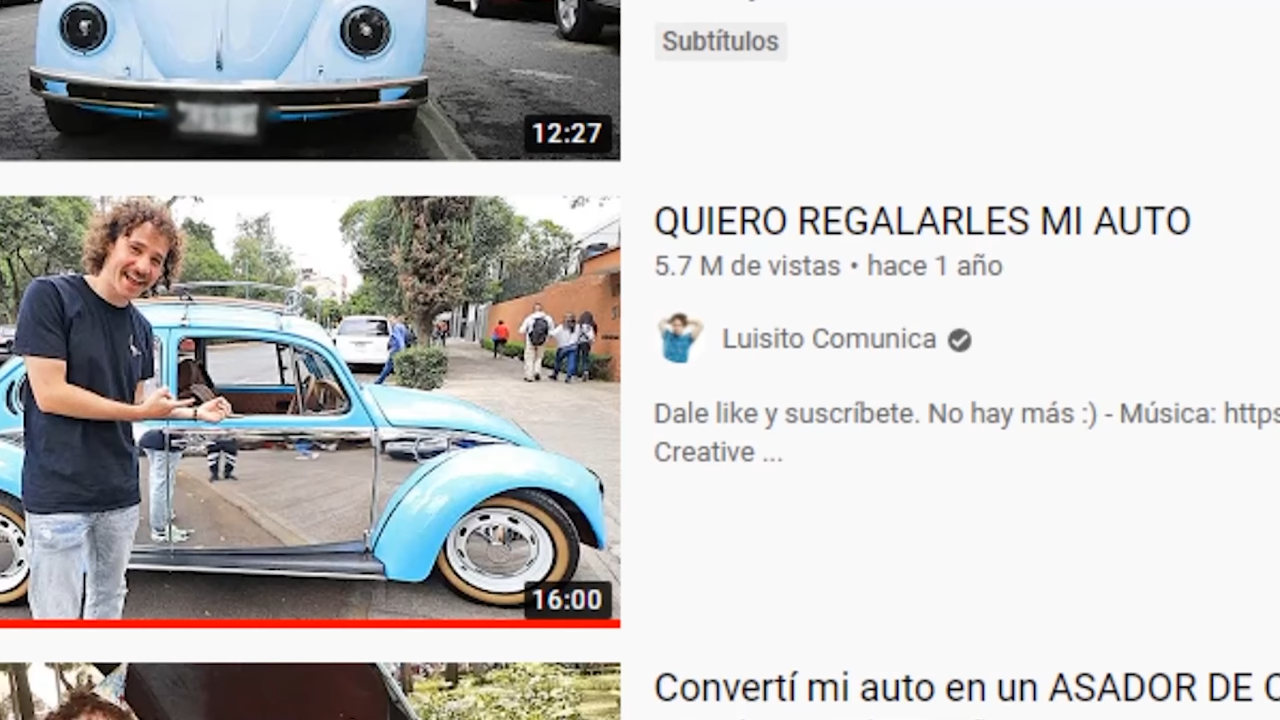 Subtítulos
12:27
QUIERO REGALARLES MI AUTO
5.7 M de vistas • hace 1 año
Luisito Comunica
Dale like y suscríbete. No hay más :) - Música: https
Creative ...
16:00
Convertí mi auto en un ASADOR DE